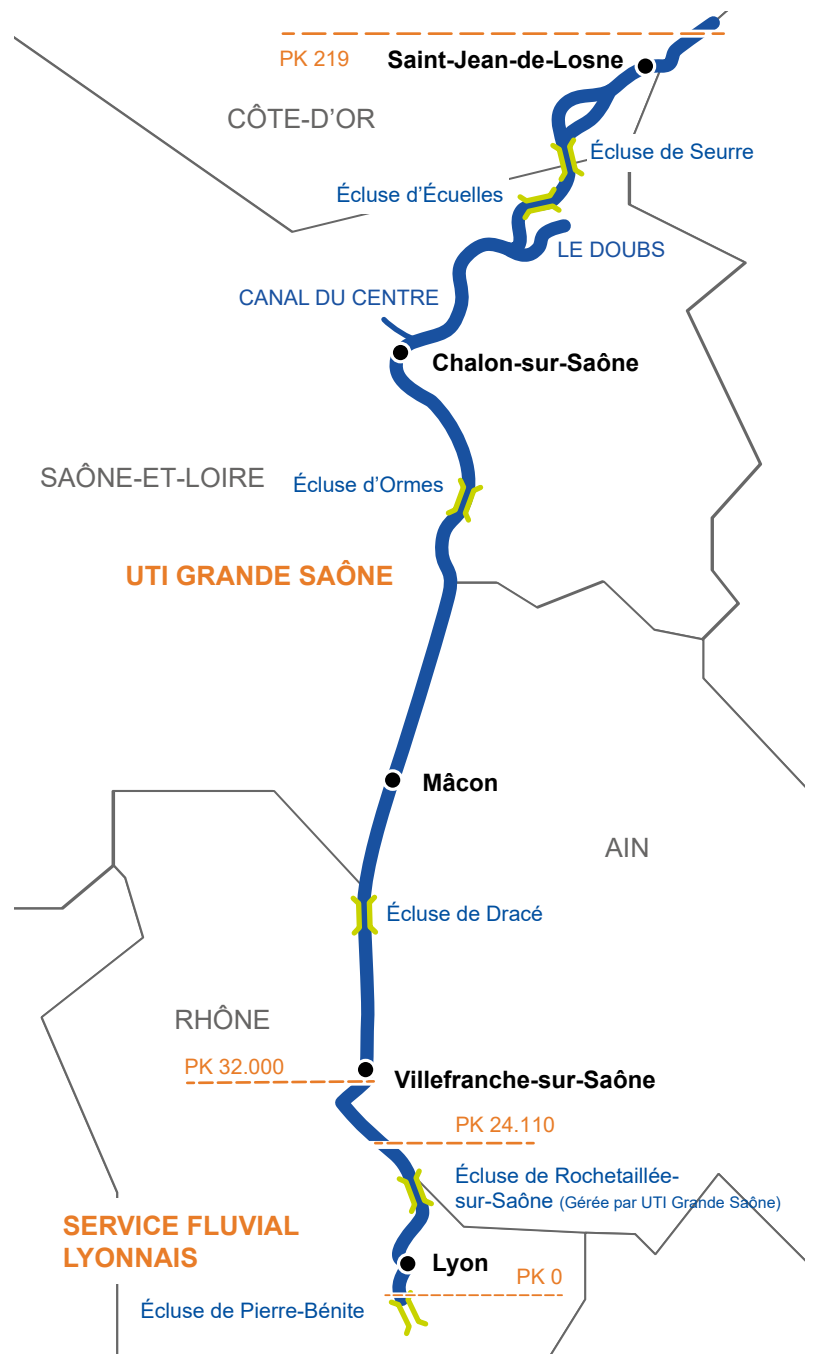 PK 219
Saint-Jean-de-Losne
CÔTE-D’OR
Écluse de Seurre
Écluse d’Écuelles
LE DOUBS
CANAL DU CENTRE
Chalon-sur-Saône
SAÔNE-ET-LOIRE
Écluse d’Ormes
UTI GRANDE SAÔNE
Mâcon
AIN
Écluse de Dracé
RHÔNE
PK 32.000
Villefranche-sur-Saône
PK 24.110
Écluse de Rochetaillée-
sur-Saône (Gérée par UTI Grande Saône)
SERVICE FLUVIAL
LYONNAIS
Lyon
PK 0
Écluse de Pierre-Bénite